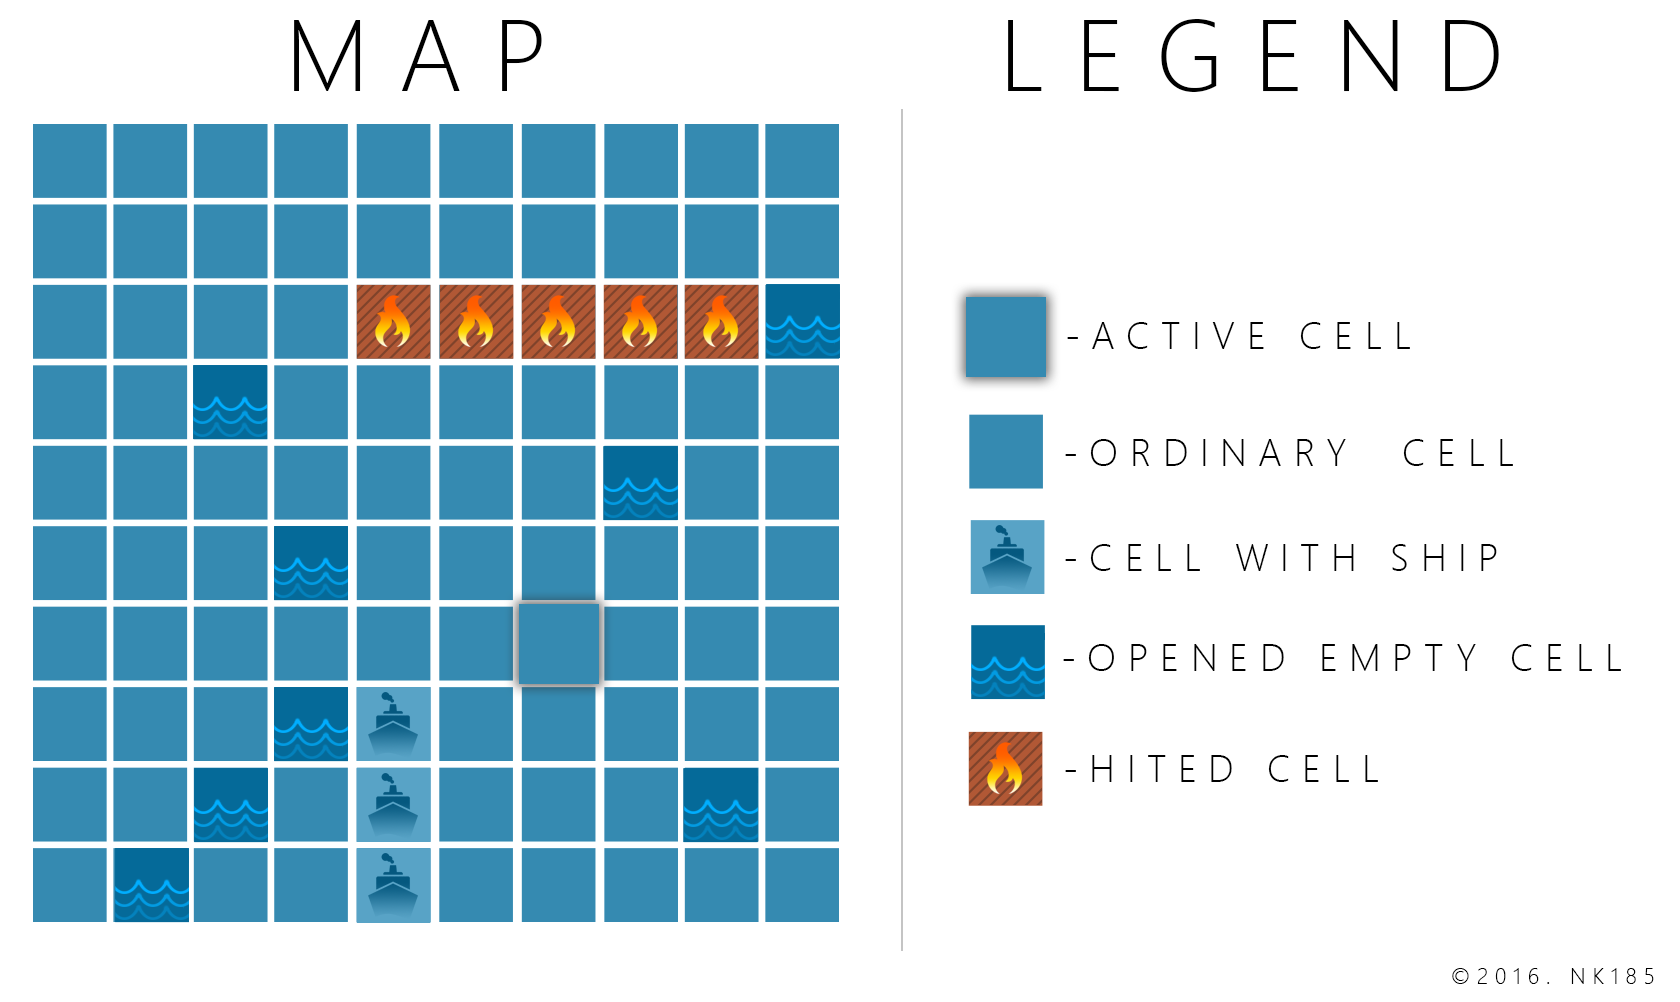 MAP
LEGEND
-ACTIVE CELL
-ORDINARY CELL
-CELL WITH SHIP
-OPENED EMPTY CELL
-HITED CELL
©2016. NK185